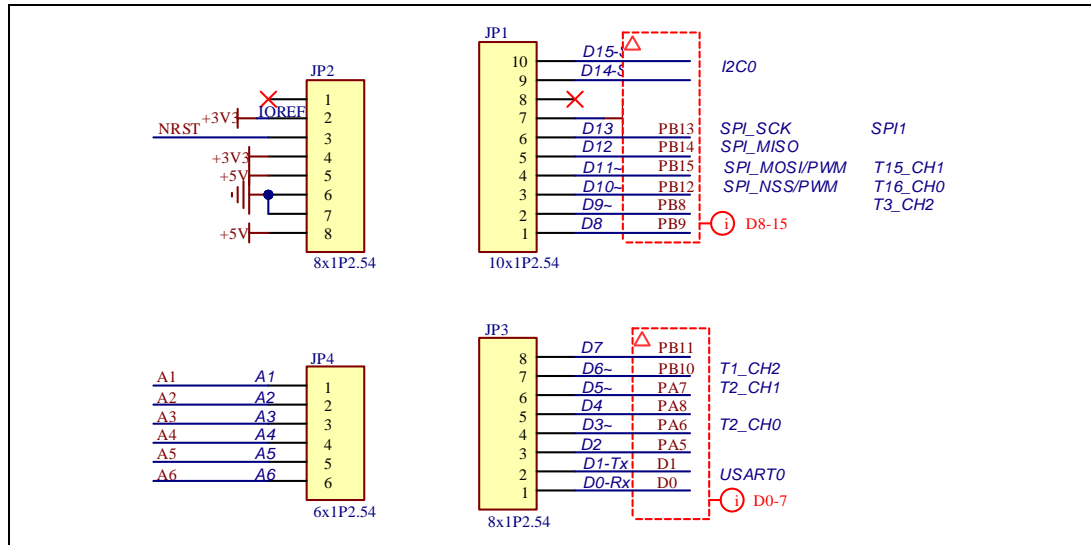 JP2
1
IOREF
+3V3 2
NRST 3
+3V3 4
+5V 5
6
7
+5V 8
8x1P2.54
JP1
10 D15-S I2C0
9 D14-S
8
7
6 D13 PB13 SPI_SCK SPI1
5 D12 PB14 SPI_MISO
4 D11~ PB15 SPI_MOSI/PWM T15_CH1
3 D10~ PB12 SPI_NSS/PWM T16_CH0
2 D9~ PB8 T3_CH2
1 D8 PB9
i D8-15
10x1P2.54
JP4
A1 A1 1
A2 A2 2
A3 A3 3
A4 A4 4
A5 A5 5
A6 A6 6
6x1P2.54
JP3
8 D7 PB11
7 D6~ PB10 T1_CH2
6 D5~ PA7 T2_CH1
5 D4 PA8
4 D3~ PA6 T2_CH0
3 D2 PA5
2 D1-Tx D1 USART0
1 D0-Rx D0
i D0-7
8x1P2.54